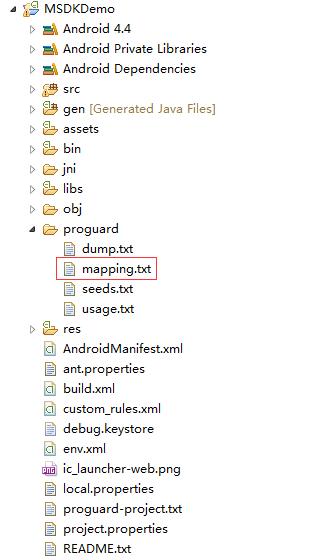 MSDKDemo
Android 4.4
Android Private Libraries
Android Dependencies
src
gen [Generated Java Files]
assets
bin
jni
libs
obj
proguard
dump.txt
mapping.txt
seeds.txt
usage.txt
res
AndroidManifest.xml
ant.properties
build.xml
custom_rules.xml
debug.keystore
env.xml
ic_launcher-web.png
local.properties
proguard-project.txt
project.properties
README.txt